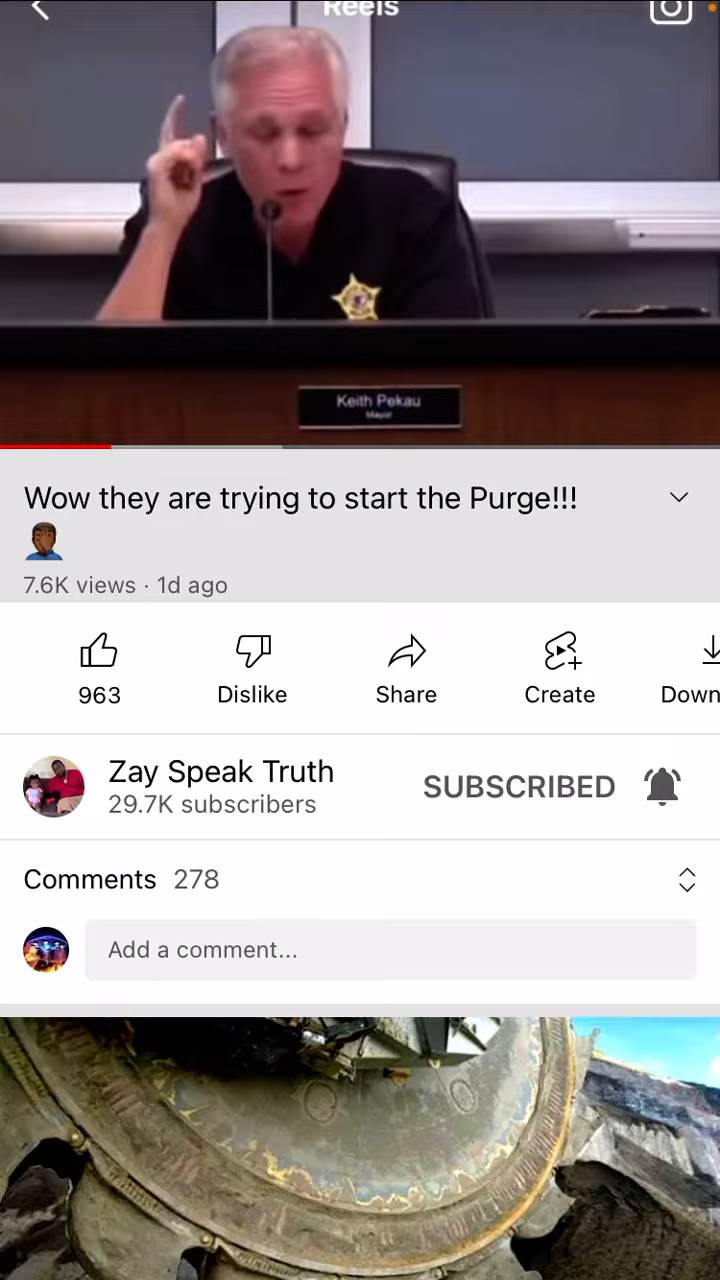 Reels
Keith Pekau
Mayor
Wow they are trying to start the Purge!!!
🤦🏾‍♂️
7.6K views · 1d ago
963
Dislike
Share
Create
Down
Zay Speak Truth
29.7K subscribers
SUBSCRIBED
Comments 278
Add a comment...